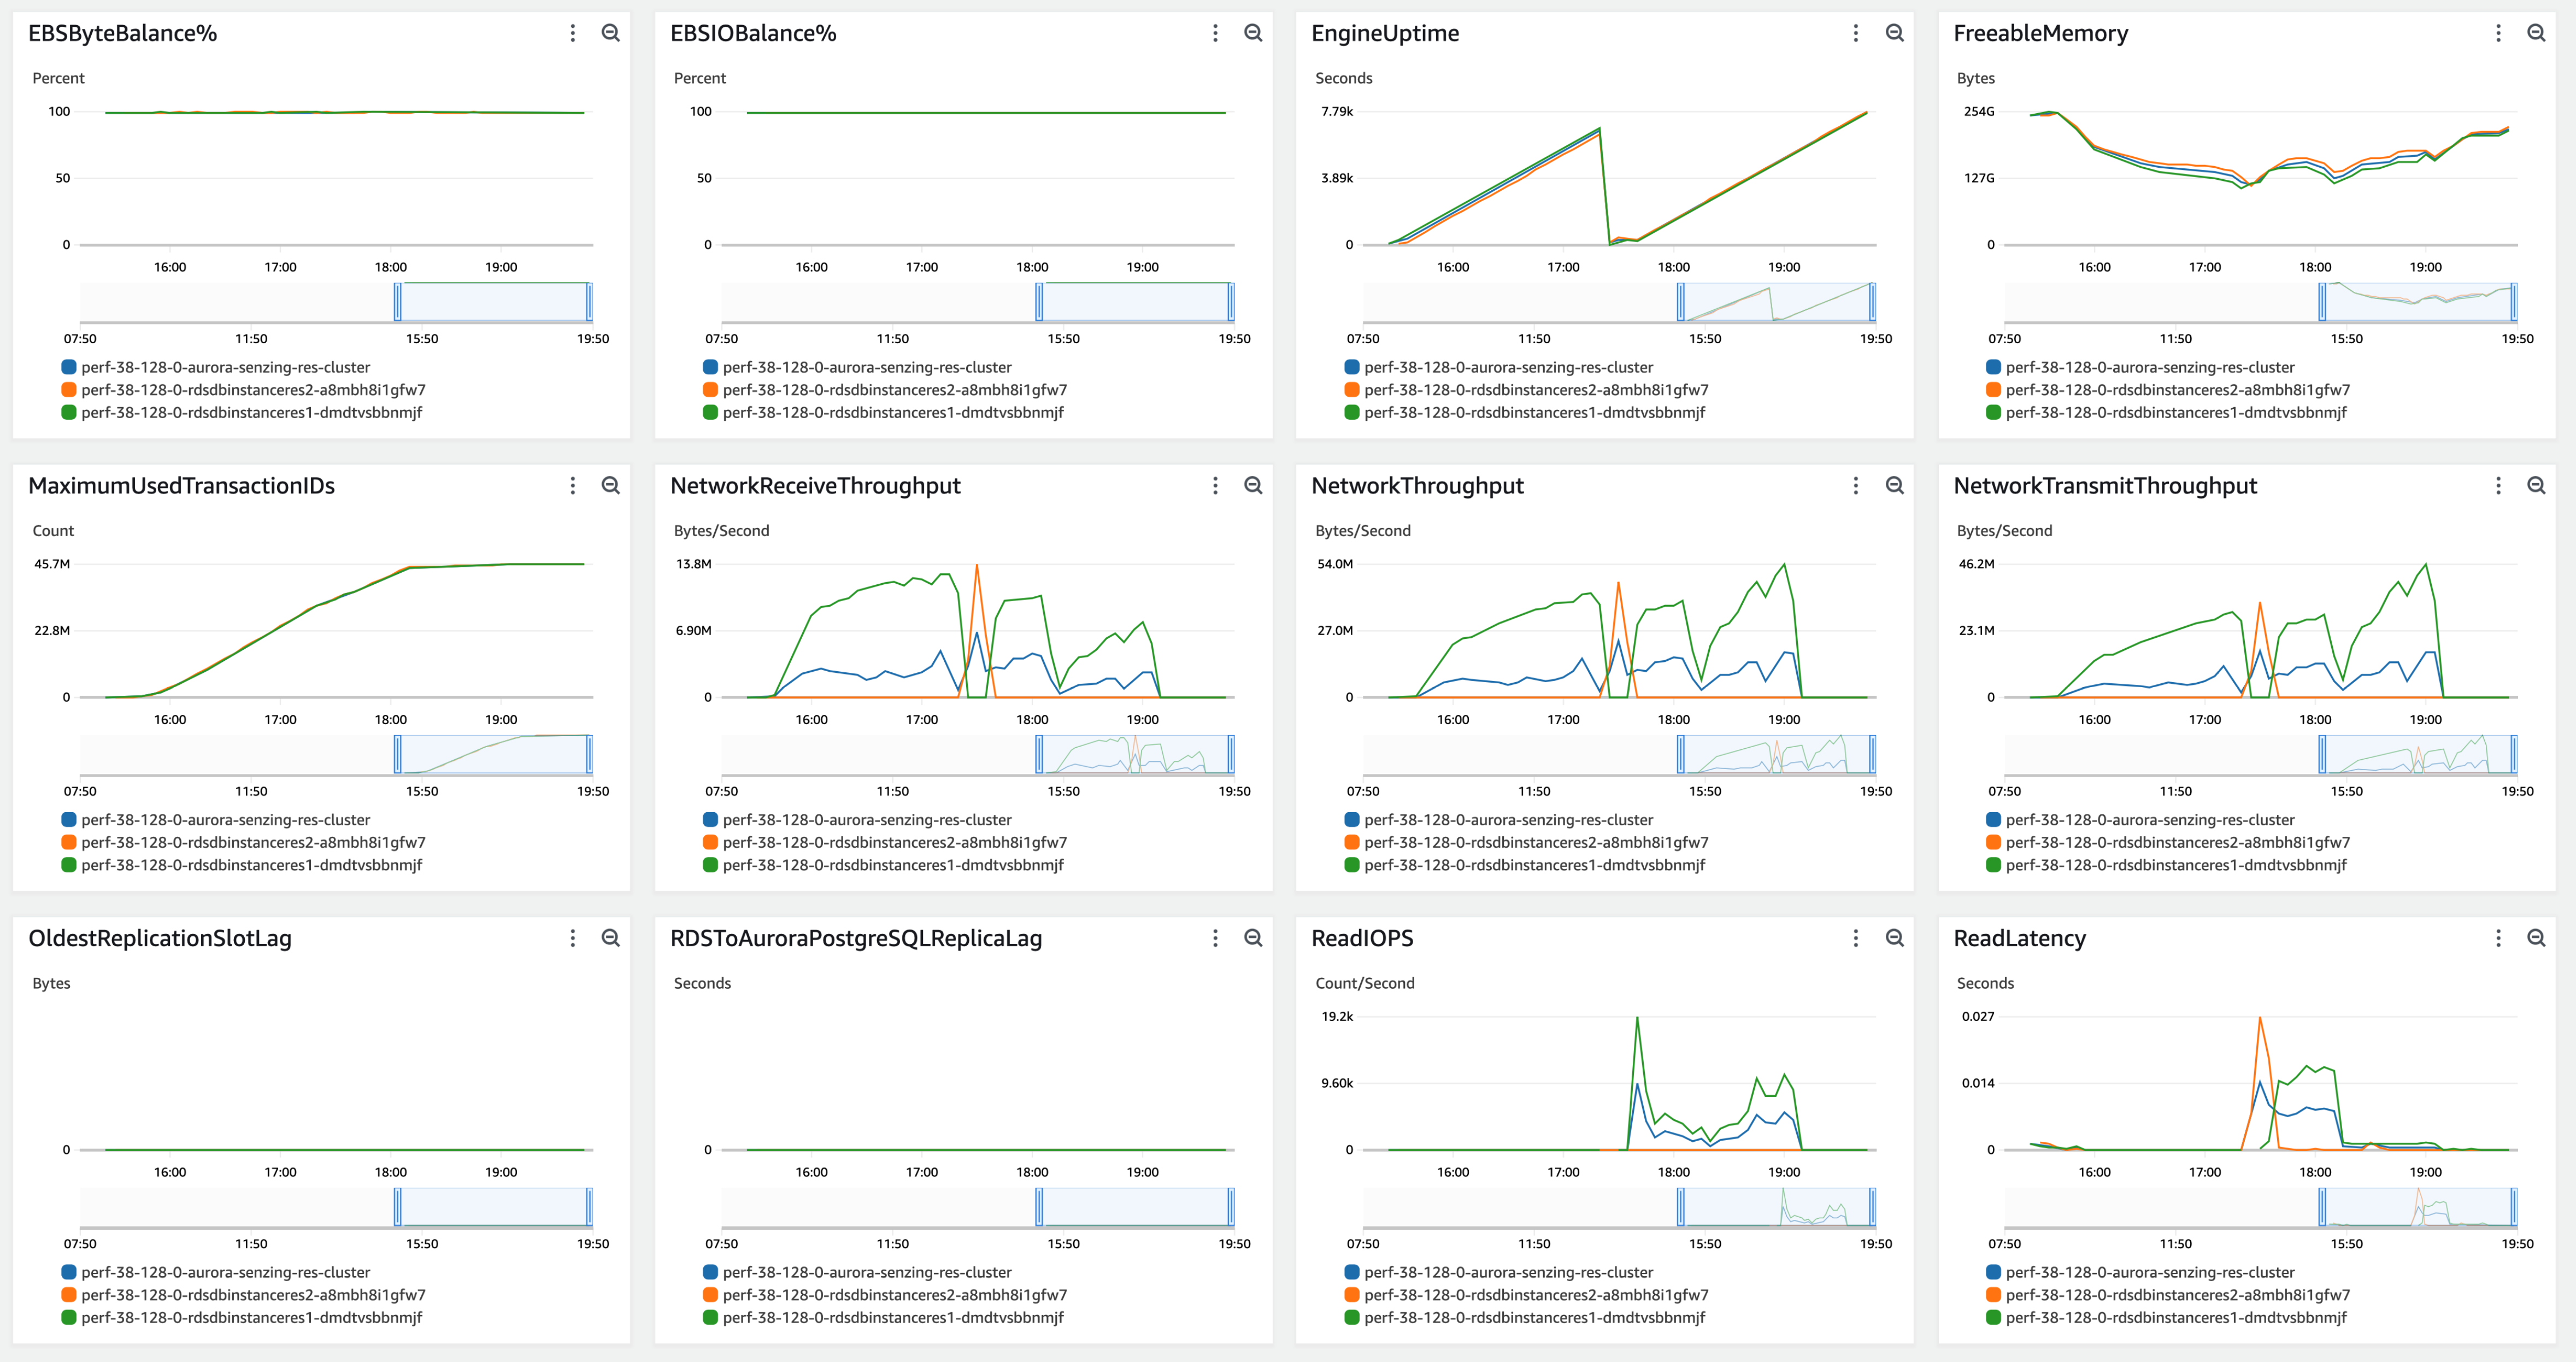 EBSByteBalance%
Percent
100
50
0
16:00 17:00 18:00 19:00
07:50 11:50 15:50 19:50
perf-38-128-0-aurora-senzing-res-cluster
perf-38-128-0-rdsdbinstanceres2-a8mbh8i1gfw7
perf-38-128-0-rdsdbinstanceres1-dmdtvsbbnmjf
EBSIOBalance%
Percent
100
50
0
16:00 17:00 18:00 19:00
07:50 11:50 15:50 19:50
perf-38-128-0-aurora-senzing-res-cluster
perf-38-128-0-rdsdbinstanceres2-a8mbh8i1gfw7
perf-38-128-0-rdsdbinstanceres1-dmdtvsbbnmjf
EngineUptime
Seconds
7.79k
3.89k
0
16:00 17:00 18:00 19:00
07:50 11:50 15:50 19:50
perf-38-128-0-aurora-senzing-res-cluster
perf-38-128-0-rdsdbinstanceres2-a8mbh8i1gfw7
perf-38-128-0-rdsdbinstanceres1-dmdtvsbbnmjf
FreeableMemory
Bytes
254G
127G
0
16:00 17:00 18:00 19:00
07:50 11:50 15:50 19:50
perf-38-128-0-aurora-senzing-res-cluster
perf-38-128-0-rdsdbinstanceres2-a8mbh8i1gfw7
perf-38-128-0-rdsdbinstanceres1-dmdtvsbbnmjf
MaximumUsedTransactionIDs
Count
45.7M
22.8M
0
16:00 17:00 18:00 19:00
07:50 11:50 15:50 19:50
perf-38-128-0-aurora-senzing-res-cluster
perf-38-128-0-rdsdbinstanceres2-a8mbh8i1gfw7
perf-38-128-0-rdsdbinstanceres1-dmdtvsbbnmjf
NetworkReceiveThroughput
Bytes/Second
13.8M
6.90M
0
16:00 17:00 18:00 19:00
07:50 11:50 15:50 19:50
perf-38-128-0-aurora-senzing-res-cluster
perf-38-128-0-rdsdbinstanceres2-a8mbh8i1gfw7
perf-38-128-0-rdsdbinstanceres1-dmdtvsbbnmjf
NetworkThroughput
Bytes/Second
54.0M
27.0M
0
16:00 17:00 18:00 19:00
07:50 11:50 15:50 19:50
perf-38-128-0-aurora-senzing-res-cluster
perf-38-128-0-rdsdbinstanceres2-a8mbh8i1gfw7
perf-38-128-0-rdsdbinstanceres1-dmdtvsbbnmjf
NetworkTransmitThroughput
Bytes/Second
46.2M
23.1M
0
16:00 17:00 18:00 19:00
07:50 11:50 15:50 19:50
perf-38-128-0-aurora-senzing-res-cluster
perf-38-128-0-rdsdbinstanceres2-a8mbh8i1gfw7
perf-38-128-0-rdsdbinstanceres1-dmdtvsbbnmjf
OldestReplicationSlotLag
Bytes
0
16:00 17:00 18:00 19:00
07:50 11:50 15:50 19:50
perf-38-128-0-aurora-senzing-res-cluster
perf-38-128-0-rdsdbinstanceres2-a8mbh8i1gfw7
perf-38-128-0-rdsdbinstanceres1-dmdtvsbbnmjf
RDSToAuroraPostgreSQLReplicaLag
Seconds
0
16:00 17:00 18:00 19:00
07:50 11:50 15:50 19:50
perf-38-128-0-aurora-senzing-res-cluster
perf-38-128-0-rdsdbinstanceres2-a8mbh8i1gfw7
perf-38-128-0-rdsdbinstanceres1-dmdtvsbbnmjf
ReadIOPS
Count/Second
19.2k
9.60k
0
16:00 17:00 18:00 19:00
07:50 11:50 15:50 19:50
perf-38-128-0-aurora-senzing-res-cluster
perf-38-128-0-rdsdbinstanceres2-a8mbh8i1gfw7
perf-38-128-0-rdsdbinstanceres1-dmdtvsbbnmjf
ReadLatency
Seconds
0.027
0.014
0
16:00 17:00 18:00 19:00
07:50 11:50 15:50 19:50
perf-38-128-0-aurora-senzing-res-cluster
perf-38-128-0-rdsdbinstanceres2-a8mbh8i1gfw7
perf-38-128-0-rdsdbinstanceres1-dmdtvsbbnmjf